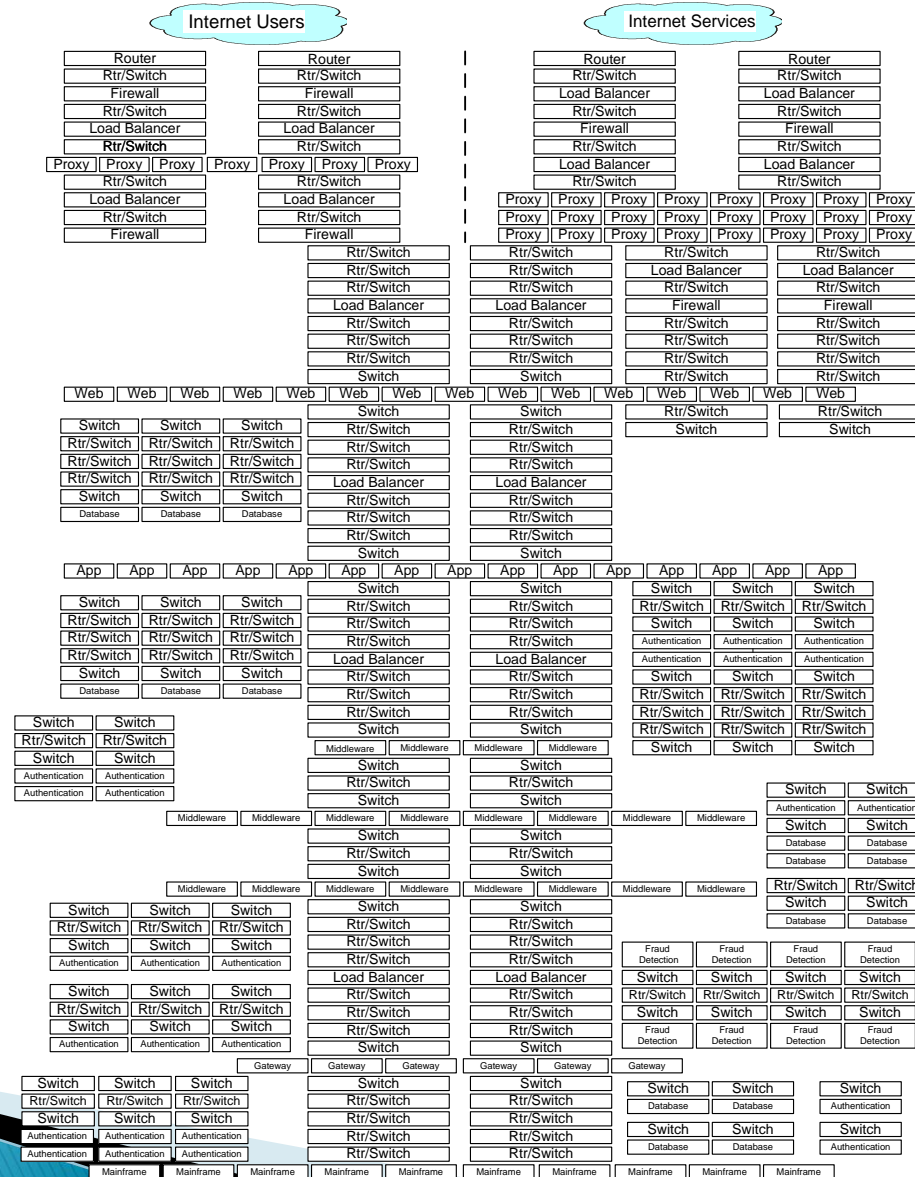 Internet Users Internet Services
Router Router Router Router
Rtr/Switch Rtr/Switch Rtr/Switch Rtr/Switch
Firewall Firewall Load Balancer Load Balancer
Rtr/Switch Rtr/Switch Rtr/Switch Rtr/Switch
Load Balancer Load Balancer Firewall Firewall
Rtr/Switch Rtr/Switch Rtr/Switch Rtr/Switch
Proxy Proxy Proxy Proxy Proxy Proxy Proxy Load Balancer Load Balancer
Rtr/Switch Rtr/Switch Rtr/Switch Rtr/Switch
Load Balancer Load Balancer Proxy Proxy Proxy Proxy Proxy Proxy Proxy Proxy
Rtr/Switch Rtr/Switch Proxy Proxy Proxy Proxy Proxy Proxy Proxy Proxy
Firewall Firewall Proxy Proxy Proxy Proxy Proxy Proxy Proxy Proxy
Rtr/Switch Rtr/Switch Rtr/Switch Rtr/Switch
Rtr/Switch Rtr/Switch Load Balancer Load Balancer
Rtr/Switch Rtr/Switch Rtr/Switch Rtr/Switch
Load Balancer Load Balancer Firewall Firewall
Rtr/Switch Rtr/Switch Rtr/Switch Rtr/Switch
Rtr/Switch Rtr/Switch Rtr/Switch Rtr/Switch
Rtr/Switch Rtr/Switch Rtr/Switch Rtr/Switch
Switch Switch Rtr/Switch Rtr/Switch
Web Web Web Web Web Web Web Web Web Web Web Web Web Web Web
Switch Switch Rtr/Switch Rtr/Switch
Switch Switch Switch Rtr/Switch Rtr/Switch Switch Switch
Rtr/Switch Rtr/Switch Rtr/Switch Rtr/Switch Rtr/Switch
Rtr/Switch Rtr/Switch Rtr/Switch Rtr/Switch Rtr/Switch
Rtr/Switch Rtr/Switch Rtr/Switch Load Balancer Load Balancer
Switch Switch Switch Rtr/Switch Rtr/Switch
Database Database Database Rtr/Switch Rtr/Switch
Rtr/Switch Rtr/Switch
Switch Switch
App App App App App App App App App App App App App App App
Switch Switch Switch Switch Switch
Switch Switch Switch Rtr/Switch Rtr/Switch Rtr/Switch Rtr/Switch Rtr/Switch
Rtr/Switch Rtr/Switch Rtr/Switch Rtr/Switch Rtr/Switch Switch Switch Switch
Rtr/Switch Rtr/Switch Rtr/Switch Rtr/Switch Rtr/Switch Authentication Authentication Authentication
Rtr/Switch Rtr/Switch Rtr/Switch Load Balancer Load Balancer Authentication Authentication Authentication
Switch Switch Switch Rtr/Switch Rtr/Switch Switch Switch Switch
Database Database Database Rtr/Switch Rtr/Switch Rtr/Switch Rtr/Switch Rtr/Switch
Rtr/Switch Rtr/Switch Rtr/Switch Rtr/Switch Rtr/Switch
Switch Switch Switch Switch Rtr/Switch Rtr/Switch Rtr/Switch
Rtr/Switch Rtr/Switch Middleware Middleware Middleware Middleware Switch Switch Switch
Switch Switch Switch Switch
Authentication Authentication Rtr/Switch Rtr/Switch
Authentication Authentication Switch Switch Switch Switch
Authentication Authentication
Middleware Middleware Middleware Middleware Middleware Middleware Middleware Middleware Switch Switch
Switch Switch Database Database
Rtr/Switch Rtr/Switch Database Database
Switch Switch
Middleware Middleware Middleware Middleware Middleware Middleware Middleware Middleware Rtr/Switch Rtr/Switch
Switch Switch Switch Switch Switch Switch Switch
Rtr/Switch Rtr/Switch Rtr/Switch Rtr/Switch Rtr/Switch Database Database
Switch Switch Switch Rtr/Switch Rtr/Switch Fraud Detection Fraud Detection Fraud Detection Fraud Detection
Authentication Authentication Authentication Rtr/Switch Rtr/Switch
Load Balancer Load Balancer Switch Switch Switch Switch
Switch Switch Switch Rtr/Switch Rtr/Switch Rtr/Switch Rtr/Switch Rtr/Switch Rtr/Switch
Rtr/Switch Rtr/Switch Rtr/Switch Rtr/Switch Rtr/Switch Switch Switch Switch Switch
Switch Switch Switch Rtr/Switch Rtr/Switch Fraud Detection Fraud Detection Fraud Detection Fraud Detection
Authentication Authentication Authentication Switch Switch
Gateway Gateway Gateway Gateway Gateway Gateway
Switch Switch Switch Switch Switch Switch Switch Switch
Rtr/Switch Rtr/Switch Rtr/Switch Rtr/Switch Rtr/Switch Database Database Authentication
Switch Switch Switch Rtr/Switch Rtr/Switch
Authentication Authentication Authentication Rtr/Switch Rtr/Switch Switch Switch Switch
Authentication Authentication Authentication Rtr/Switch Rtr/Switch Database Database Authentication
Mainframe Mainframe Mainframe Mainframe Mainframe Mainframe Mainframe Mainframe Mainframe Mainframe